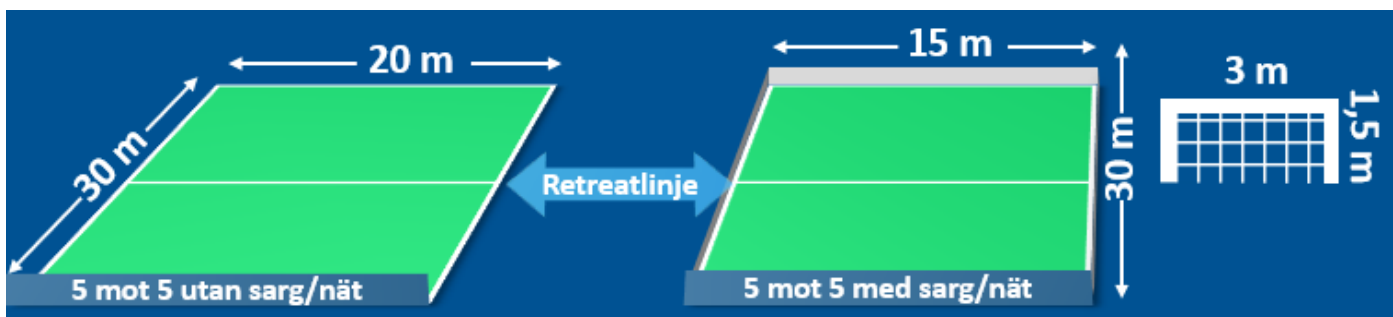 20 m
30 m
5 mot 5 utan sarg/nät
Retreatlinje
15 m
30 m
5 mot 5 med sarg/nät
3 m
1,5 m